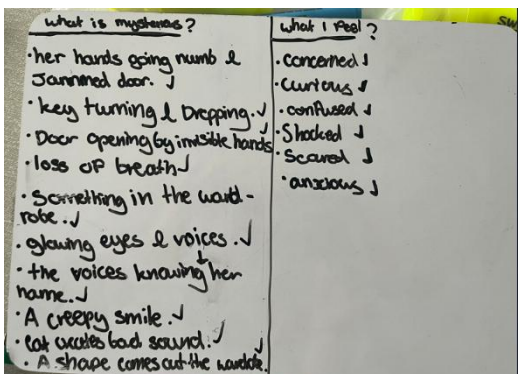 what is mysterious?
·her hands going numb &
Jammed door. ✓
·key turning & Dropping.✓
·Door opening by invisible hands
·loss of breath✓
·Something in the ward-
robe.✓
·glowing eyes & voices.✓
·the voices knowing her
name.✓
·A creepy smile.✓
·cat creates bad sound.✓
·A shape comes out the wardrobe.
what I feel?
·concerned✓
·curious✓
·confused✓
·Shocked✓
·Scared✓
·anxious✓